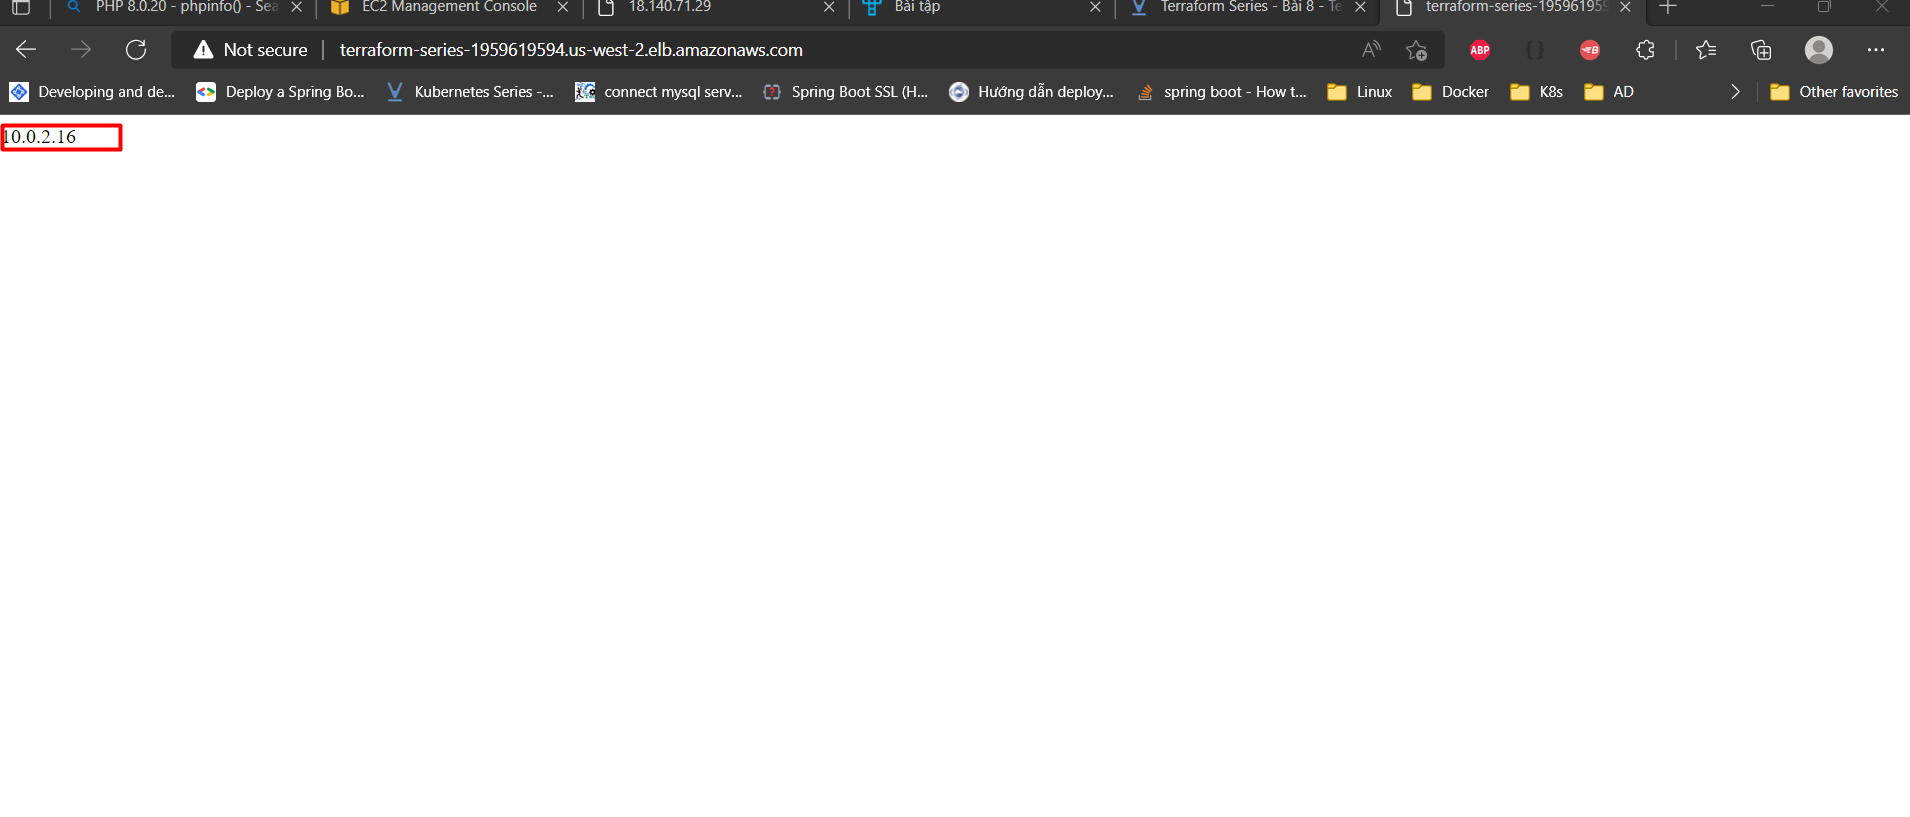 PHP 8.0.20 - phpinfo() - Sea
EC2 Management Console
18.140.71.29
Bài tập
Terraform Series - Bài 8 - Te
terraform-series-195961959
Not secure
terraform-series-1959619594.us-west-2.elb.amazonaws.com
ABP
Developing and de...
Deploy a Spring Bo...
Kubernetes Series -...
connect mysql serv...
Spring Boot SSL (H...
Hướng dẫn deploy...
spring boot - How t...
Linux
Docker
K8s
AD
Other favorites
10.0.2.16